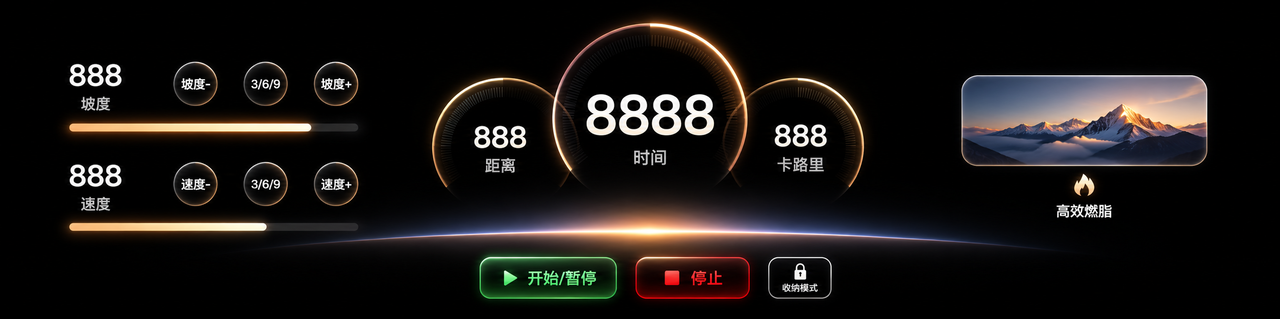 888
坡度
坡度-
3/6/9
坡度+
888
速度
速度-
3/6/9
速度+
888
距离
8888
时间
888
卡路里
高效燃脂
开始/暂停
停止
收纳模式